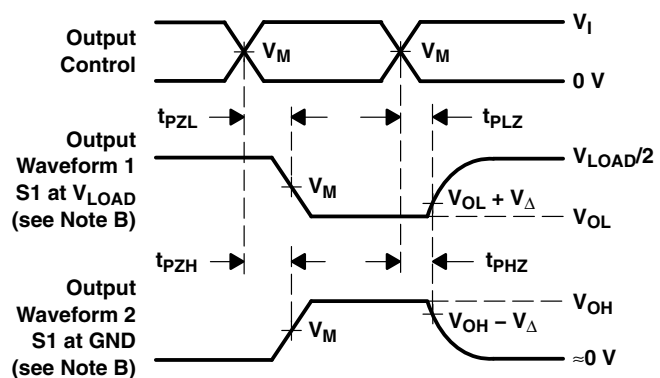 Output
Control
V_M
V_M
V_I
0 V
t_PZL
t_PLZ
Output
Waveform 1
S1 at V_LOAD
(see Note B)
V_M
V_LOAD/2
V_OL + V_Δ
V_OL
t_PZH
t_PHZ
Output
Waveform 2
S1 at GND
(see Note B)
V_M
V_OH
V_OH − V_Δ
≈0 V